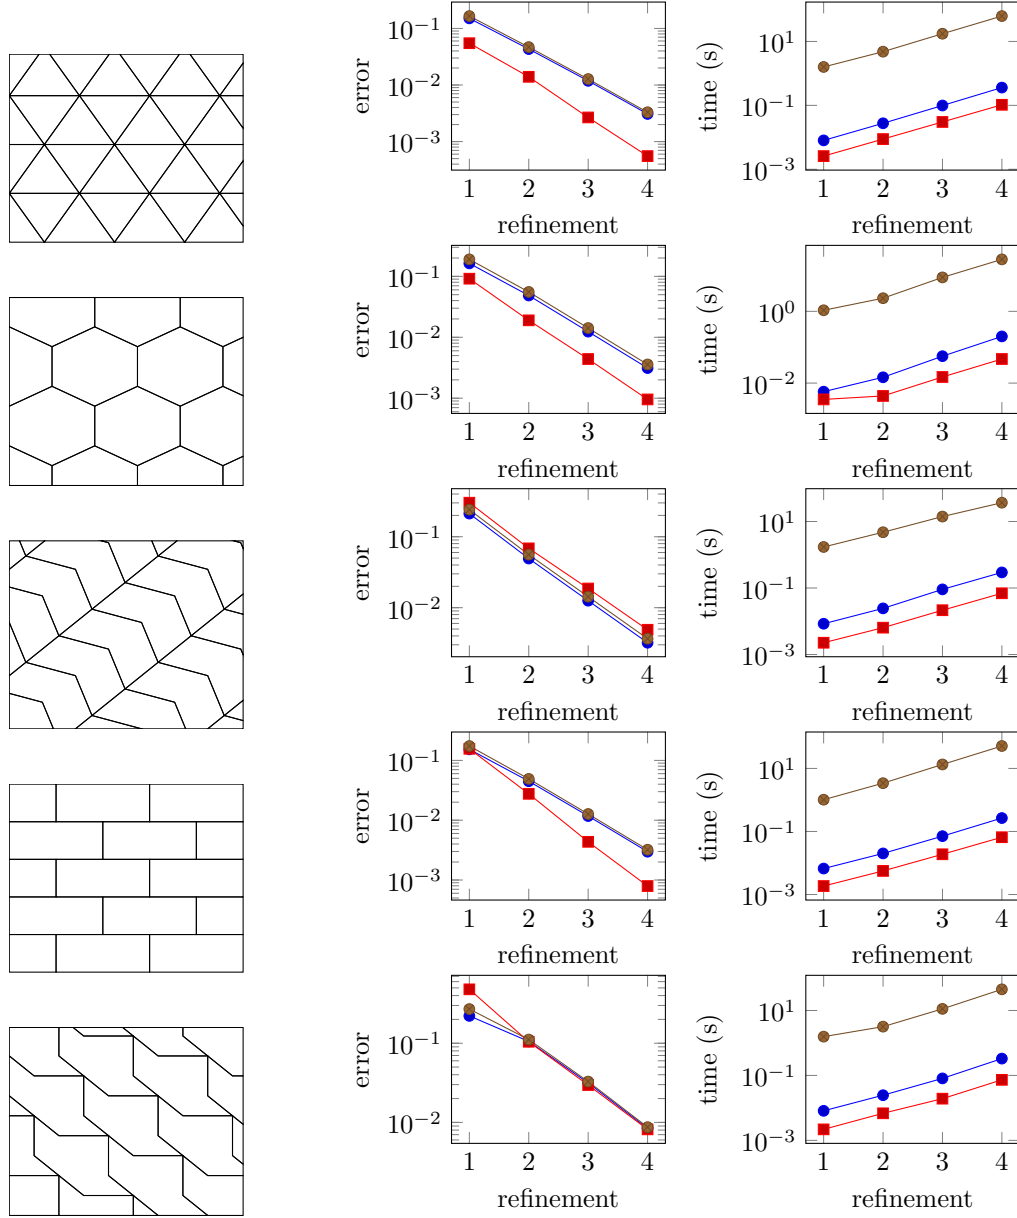 error
10^{-1}
10^{-2}
10^{-3}
1 2 3 4
refinement
time (s)
10^{1}
10^{-1}
10^{-3}
1 2 3 4
refinement
error
10^{-1}
10^{-2}
10^{-3}
1 2 3 4
refinement
time (s)
10^{0}
10^{-2}
1 2 3 4
refinement
error
10^{-1}
10^{-2}
1 2 3 4
refinement
time (s)
10^{1}
10^{-1}
10^{-3}
1 2 3 4
refinement
error
10^{-1}
10^{-2}
10^{-3}
1 2 3 4
refinement
time (s)
10^{1}
10^{-1}
10^{-3}
1 2 3 4
refinement
error
10^{-1}
10^{-2}
1 2 3 4
refinement
time (s)
10^{1}
10^{-1}
10^{-3}
1 2 3 4
refinement